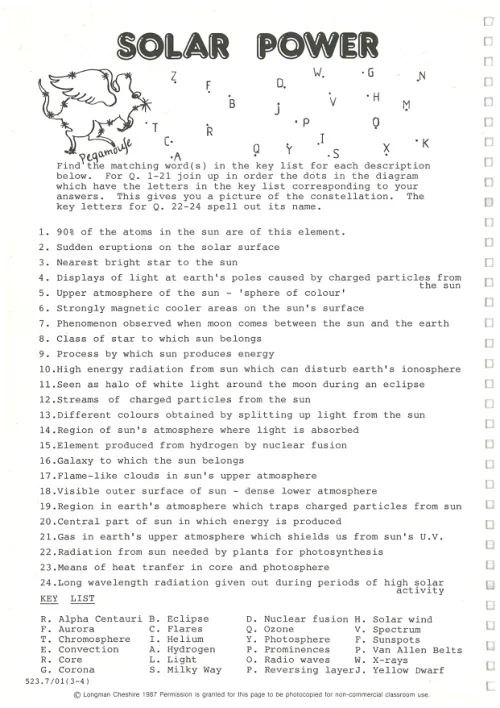 SOLAR POWER
Z F D. W. G N
B J V H M
T R P Q
C. A Q Y I S X K
Pegamouse
Find the matching word(s) in the key list for each description
below. For Q. 1-21 join up in order the dots in the diagram
which have the letters in the key list corresponding to your
answers. This gives you a picture of the constellation. The
key letters for Q. 22-24 spell out its name.
1. 90% of the atoms in the sun are of this element.
2. Sudden eruptions on the solar surface
3. Nearest bright star to the sun
4. Displays of light at earth's poles caused by charged particles from
the sun
5. Upper atmosphere of the sun - 'sphere of colour'
6. Strongly magnetic cooler areas on the sun's surface
7. Phenomenon observed when moon comes between the sun and the earth
8. Class of star to which sun belongs
9. Process by which sun produces energy
10.High energy radiation from sun which can disturb earth's ionosphere
11.Seen as halo of white light around the moon during an eclipse
12.Streams of charged particles from the sun
13.Different colours obtained by splitting up light from the sun
14.Region of sun's atmosphere where light is absorbed
15.Element produced from hydrogen by nuclear fusion
16.Galaxy to which the sun belongs
17.Flame-like clouds in sun's upper atmosphere
18.Visible outer surface of sun - dense lower atmosphere
19.Region in earth's atmosphere which traps charged particles from sun
20.Central part of sun in which energy is produced
21.Gas in earth's upper atmosphere which shields us from sun's U.V.
22.Radiation from sun needed by plants for photosynthesis
23.Means of heat tranfer in core and photosphere
24.Long wavelength radiation given out during periods of high solar
activity
KEY LIST
R. Alpha Centauri B. Eclipse D. Nuclear fusion H. Solar wind
F. Aurora C. Flares Q. Ozone V. Spectrum
T. Chromosphere I. Helium Y. Photosphere F. Sunspots
E. Convection A. Hydrogen P. Prominences P. Van Allen Belts
R. Core L. Light O. Radio waves W. X-rays
G. Corona S. Milky Way P. Reversing layer J. Yellow Dwarf
523.7/01(3-4)
© Longman Cheshire 1987 Permission is granted for this page to be photocopied for non-commercial classroom use.